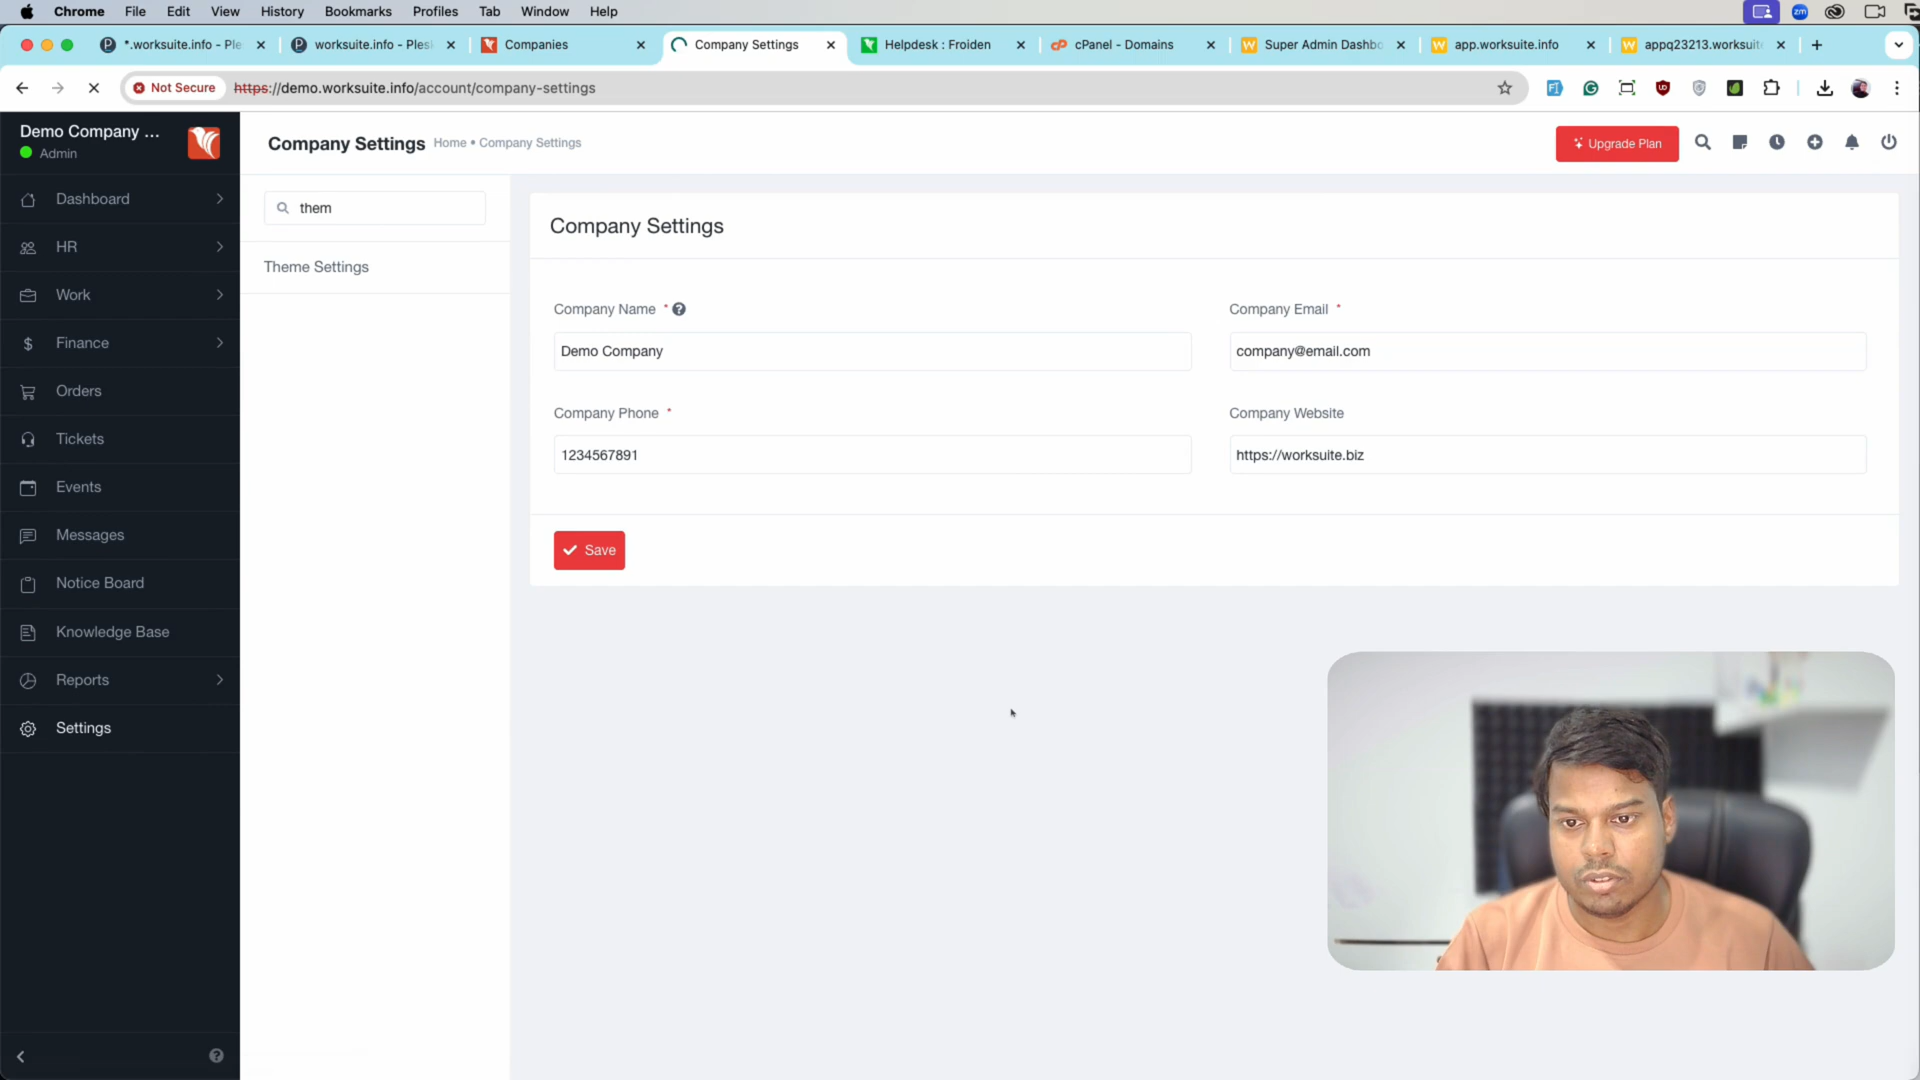 Chrome File Edit View History Bookmarks Profiles Tab Window Help
*.worksuite.info - Ple
worksuite.info - Plesk
Companies
Company Settings
Helpdesk : Froiden
cPanel - Domains
Super Admin Dashbo
app.worksuite.info
appq23213.worksuit
Not Secure https://demo.worksuite.info/account/company-settings
Demo Company ...
Admin
Company Settings Home • Company Settings
Upgrade Plan
Dashboard
HR
Work
Finance
Orders
Tickets
Events
Messages
Notice Board
Knowledge Base
Reports
Settings
them
Theme Settings
Company Settings
Company Name *
Demo Company
Company Email *
company@email.com
Company Phone *
1234567891
Company Website
https://worksuite.biz
Save